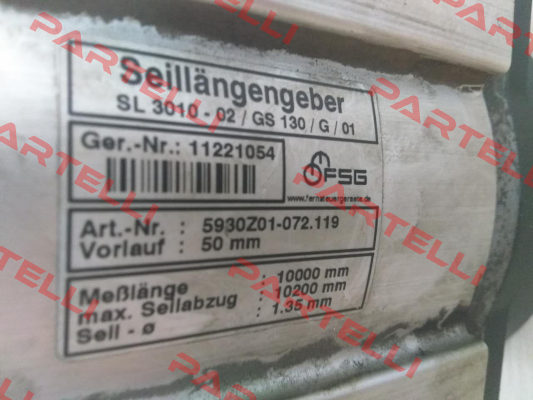 Seillängengeber
SL 3010 - 02 / GS 130 / G / 01
Ger.-Nr.: 11221054
FSG
www.fernsteuergeraete.de
Art.-Nr. : 5930Z01-072.119
Vorlauf : 50 mm
Meßlänge : 10000 mm
max. Seilabzug : 10200 mm
Seil - ø : 1.35 mm
PARTELLI
PARTELLI
PARTELLI
PARTELLI
PARTELLI
PARTELLI